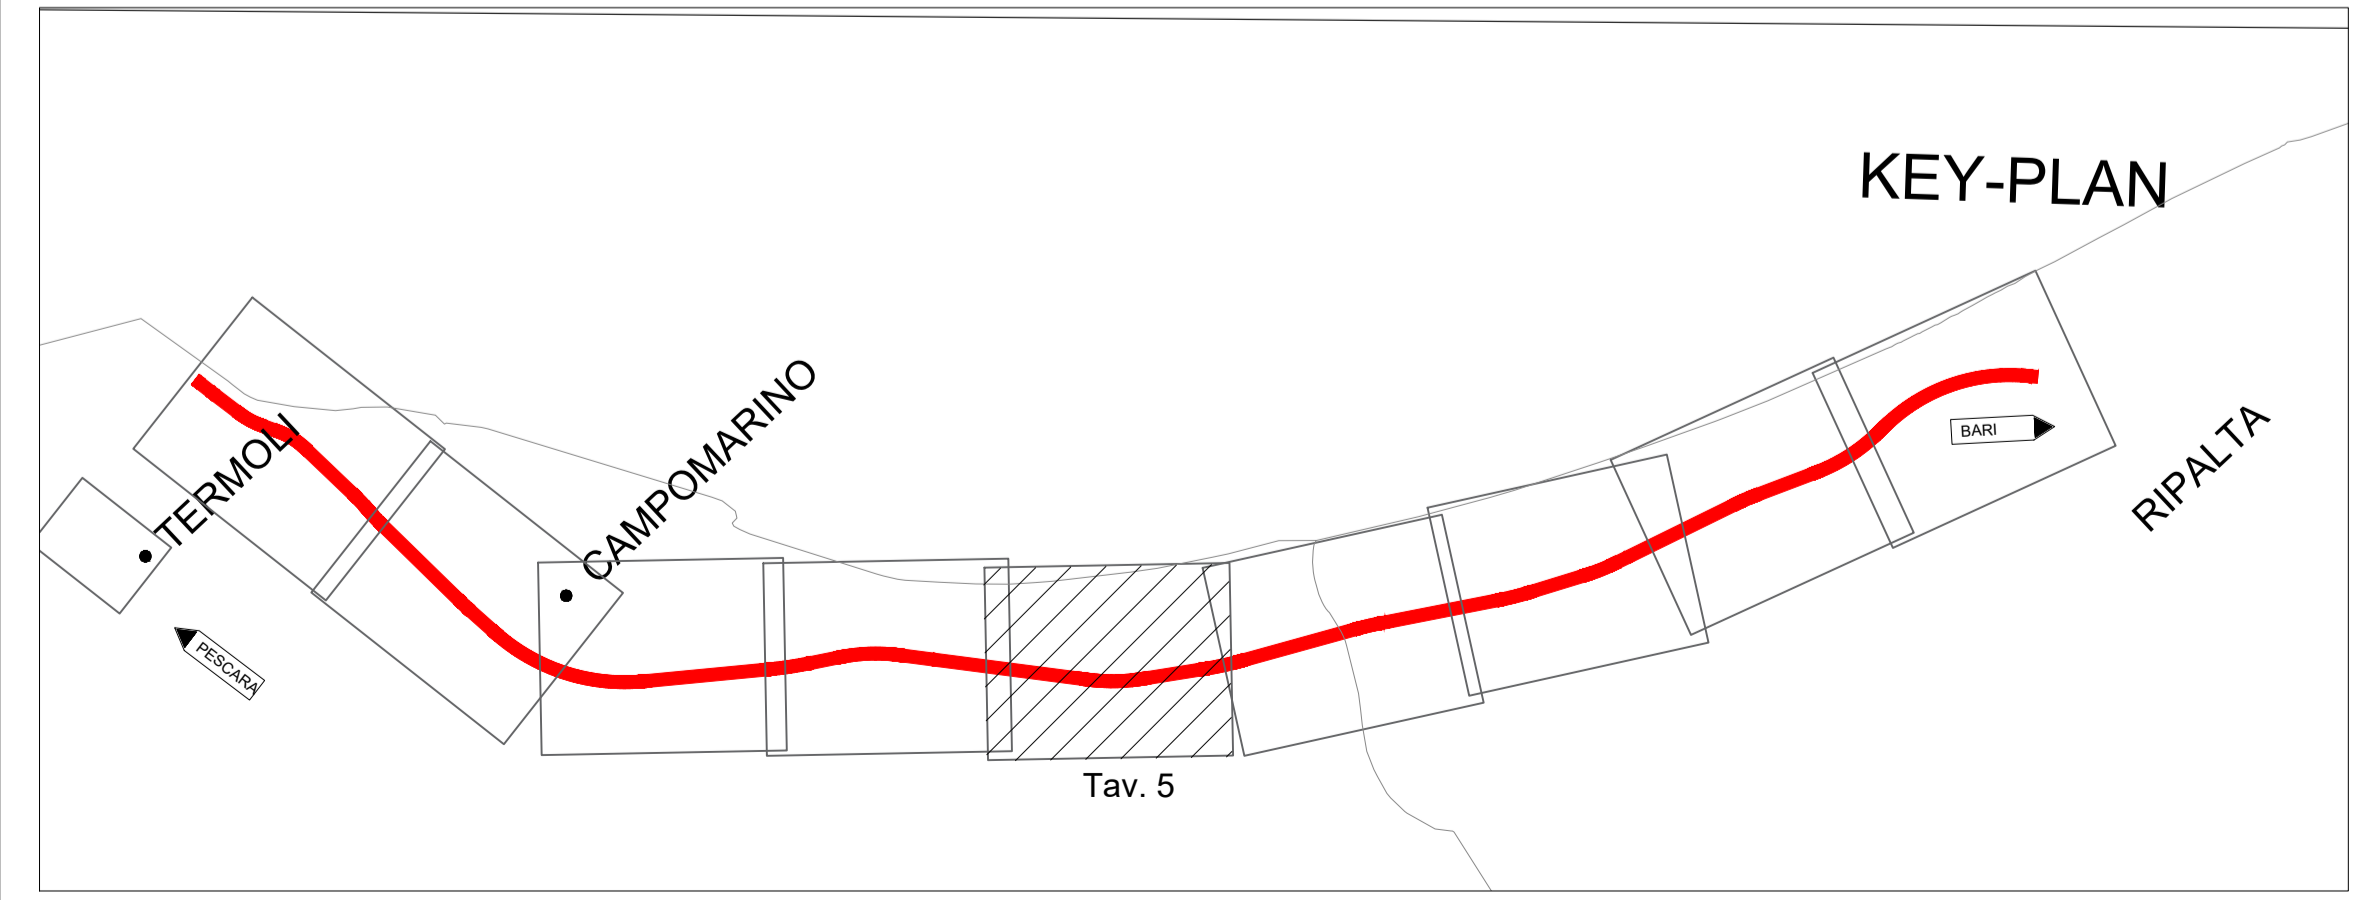 KEY-PLAN
TERMOLI
CAMPOMARINO
RIPALTA
BARI
PESCARA
Tav. 5